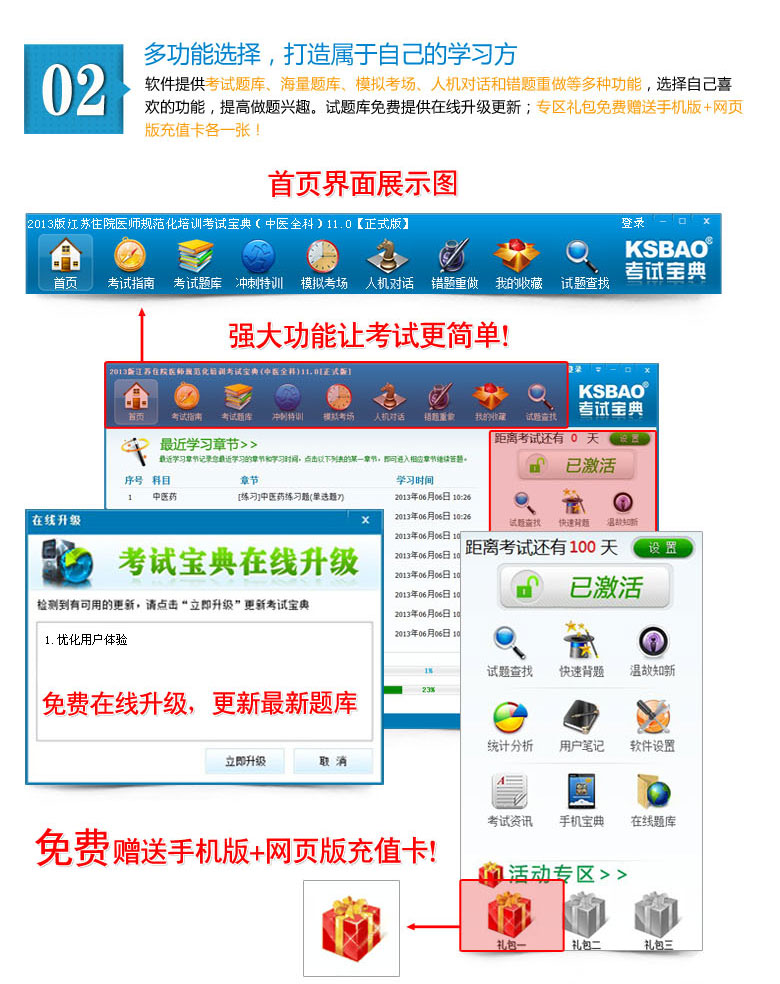 02
多功能选择，打造属于自己的学习方
软件提供考试题库、海量题库、模拟考场、人机对话和错题重做等多种功能，选择自己喜
欢的功能，提高做题兴趣。试题库免费提供在线升级更新；专区礼包免费赠送手机版+网页
版充值卡各一张！
首页界面展示图
2013版江苏住院医师规范化培训考试宝典（中医全科）11.0【正式版】
登录
首页 考试指南 考试题库 冲刺特训 模拟考场 人机对话 错题重做 我的收藏 试题查找
KSBAO®
考试宝典
强大功能让考试更简单!
2013版江苏住院医师规范化培训考试宝典(中医全科)11.0[正式版]
登录
首页 考试指南 考试题库 冲刺特训 模拟考场 人机对话 错题重做 我的收藏 试题查找
KSBAO®
考试宝典
最近学习章节>>
最近学习章节记录您最近学习的章节和学习时间，点击以下列表的某一章节，即可进入相应章节继续答题。
序号 科目 章节 学习时间
1 中医药 [练习]中医药练习题(单选题7) 2013年06月06日 10:26
2013年06月06日 10:26
2013年06月06日 10
2013年06月06日 10
2013年06月06日 10
2013年06月06日 10
2013年06月06日 10
2013年06月06日 10
1%
23%
距离考试还有 0 天 设置
已激活
试题查找 快速背题 温故知新
在线升级
考试宝典在线升级
检测到有可用的更新，请点击“立即升级”更新考试宝典
1.优化用户体验
免费在线升级，更新最新题库
立即升级 取 消
距离考试还有 100 天 设 置
已激活
试题查找 快速背题 温故知新
统计分析 用户笔记 软件设置
考试资讯 手机宝典 在线题库
活动专区>>
礼包一 礼包二 礼包三
免费赠送手机版+网页版充值卡!